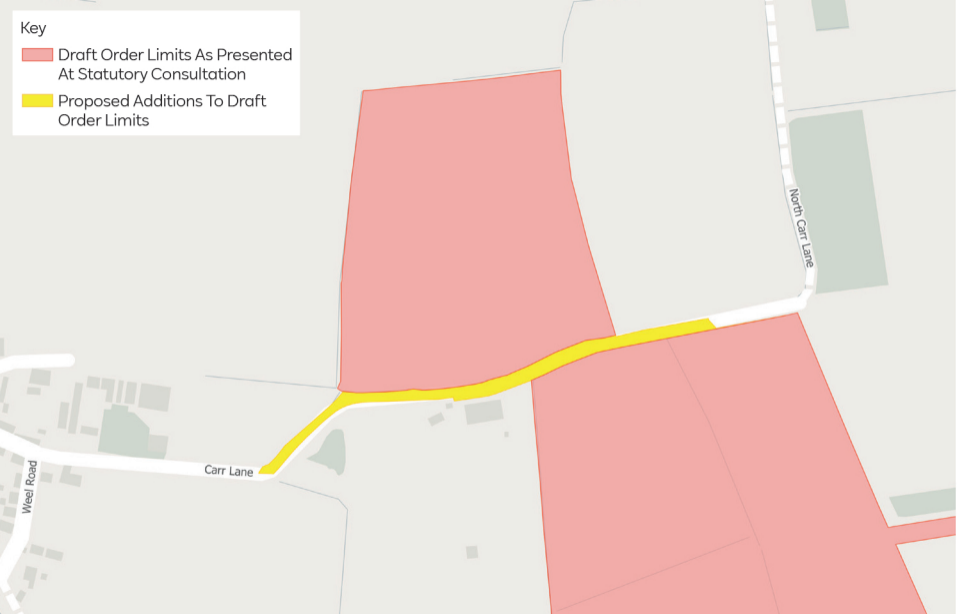 Key
Draft Order Limits As Presented
At Statutory Consultation
Proposed Additions To Draft
Order Limits
North Carr Lane
Carr Lane
Weel Road